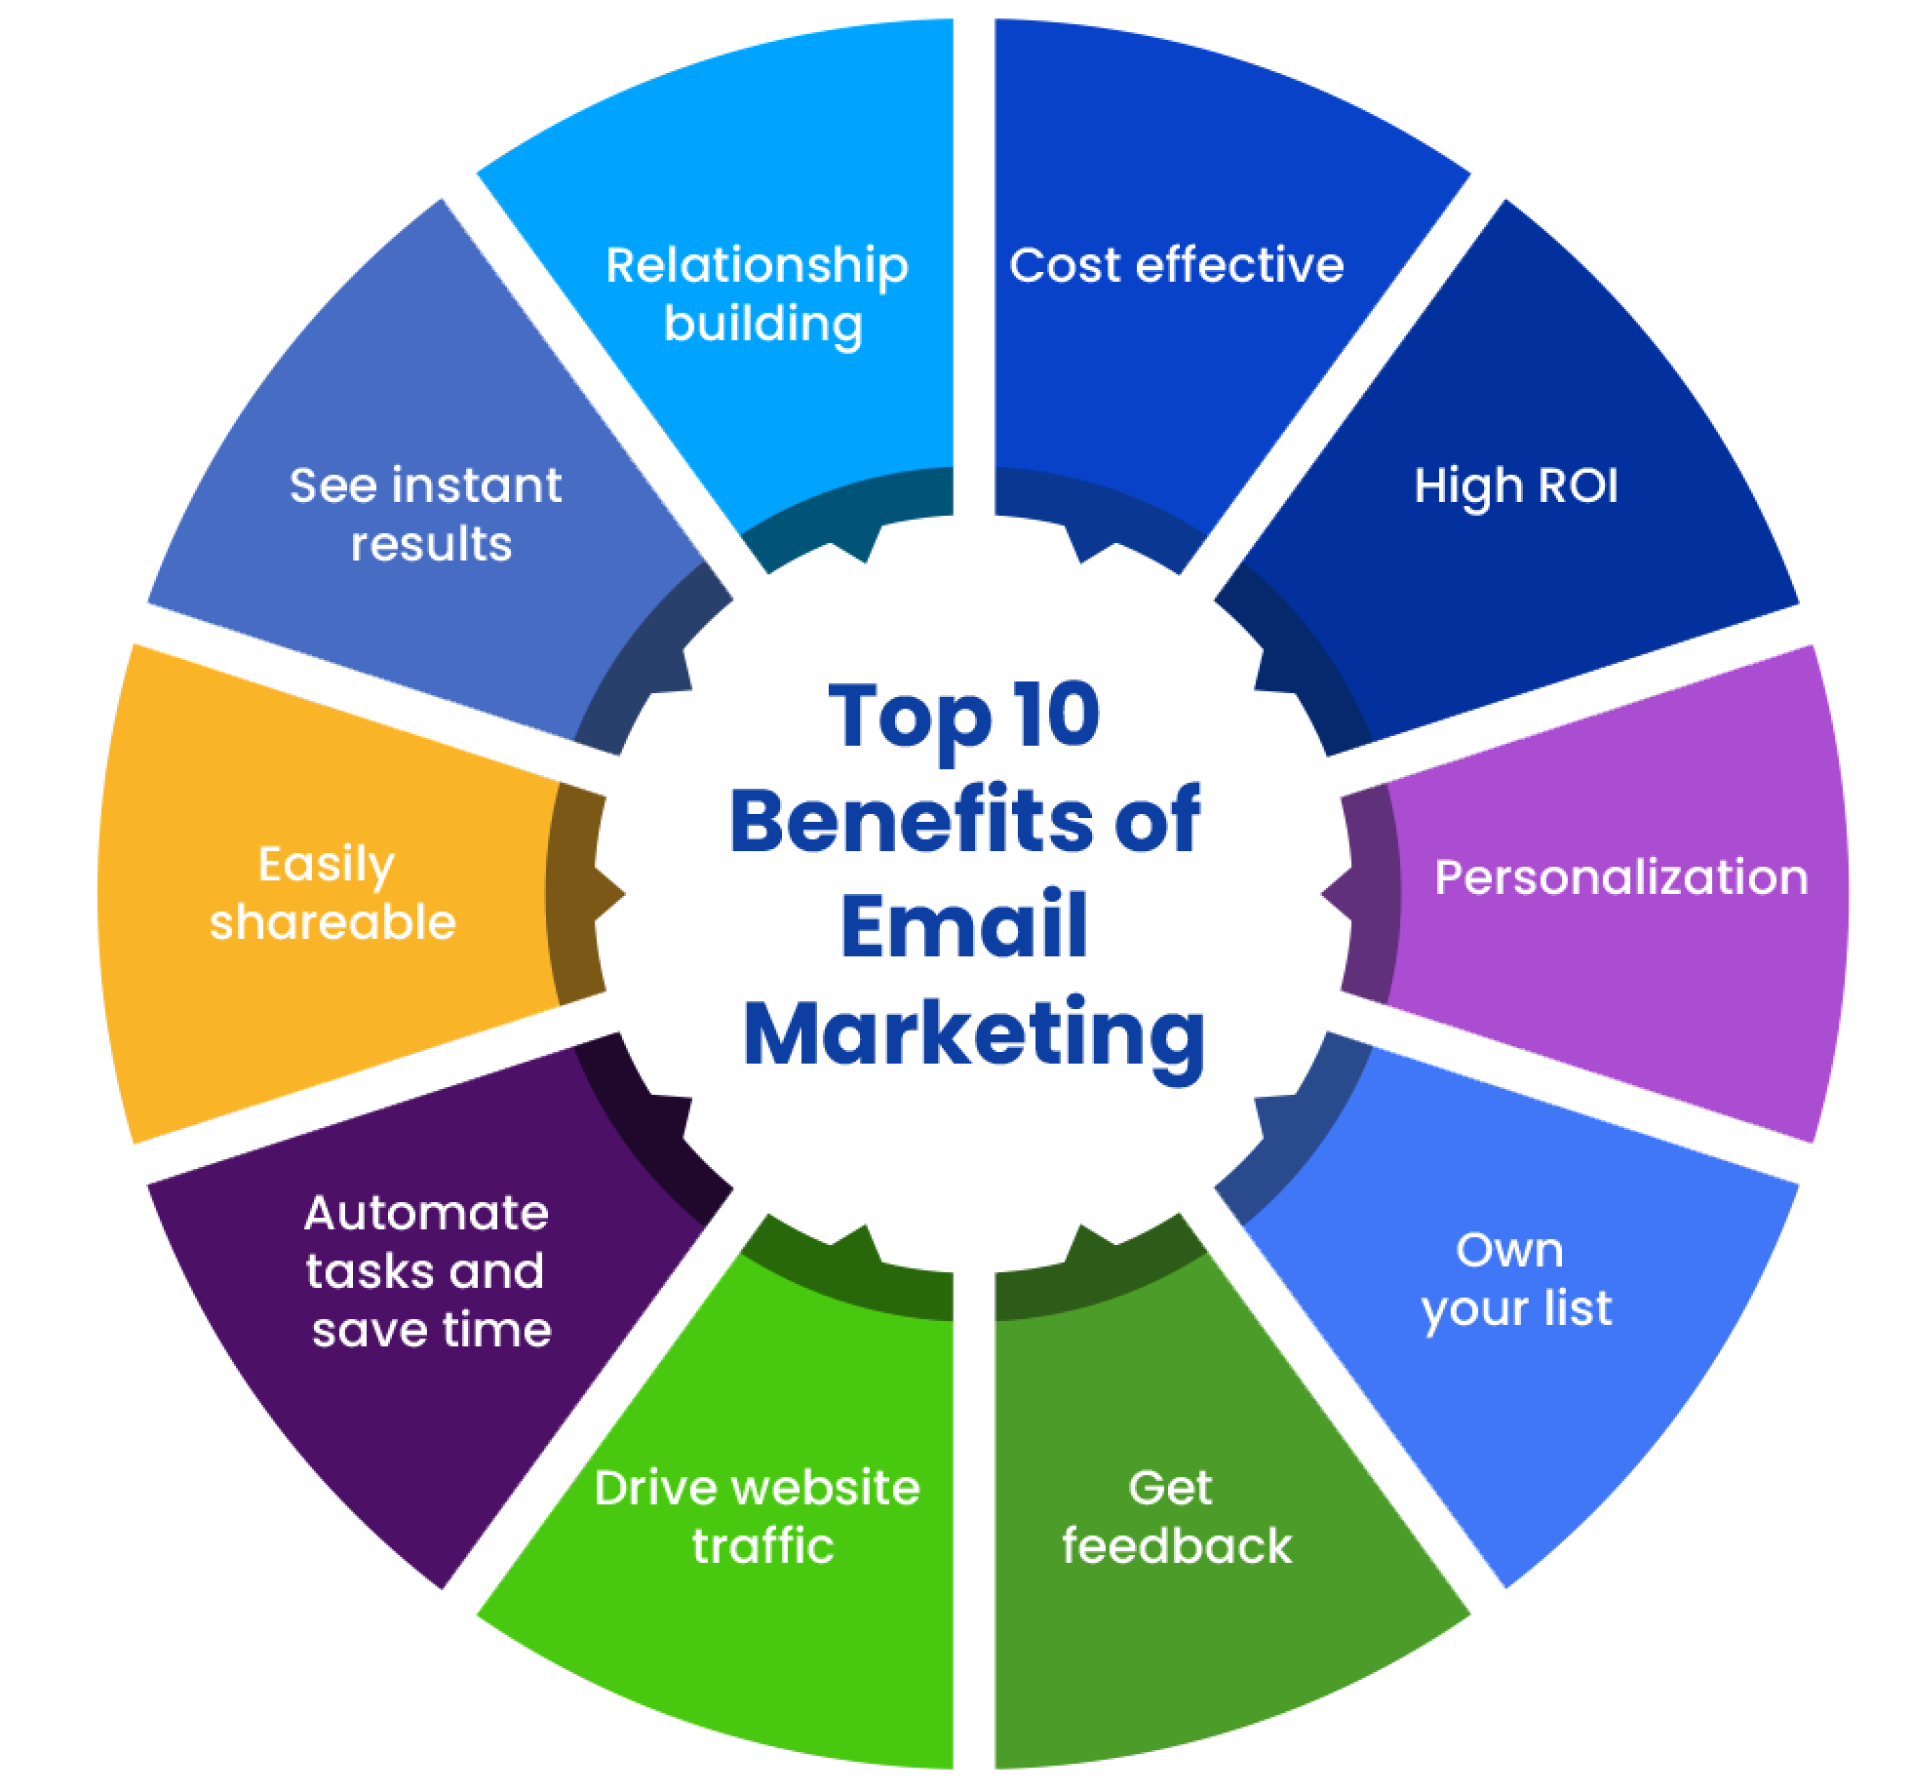 Top 10
Benefits of
Email
Marketing
Cost effective
High ROI
Personalization
Own
your list
Get
feedback
Drive website
traffic
Automate
tasks and
save time
Easily
shareable
See instant
results
Relationship
building